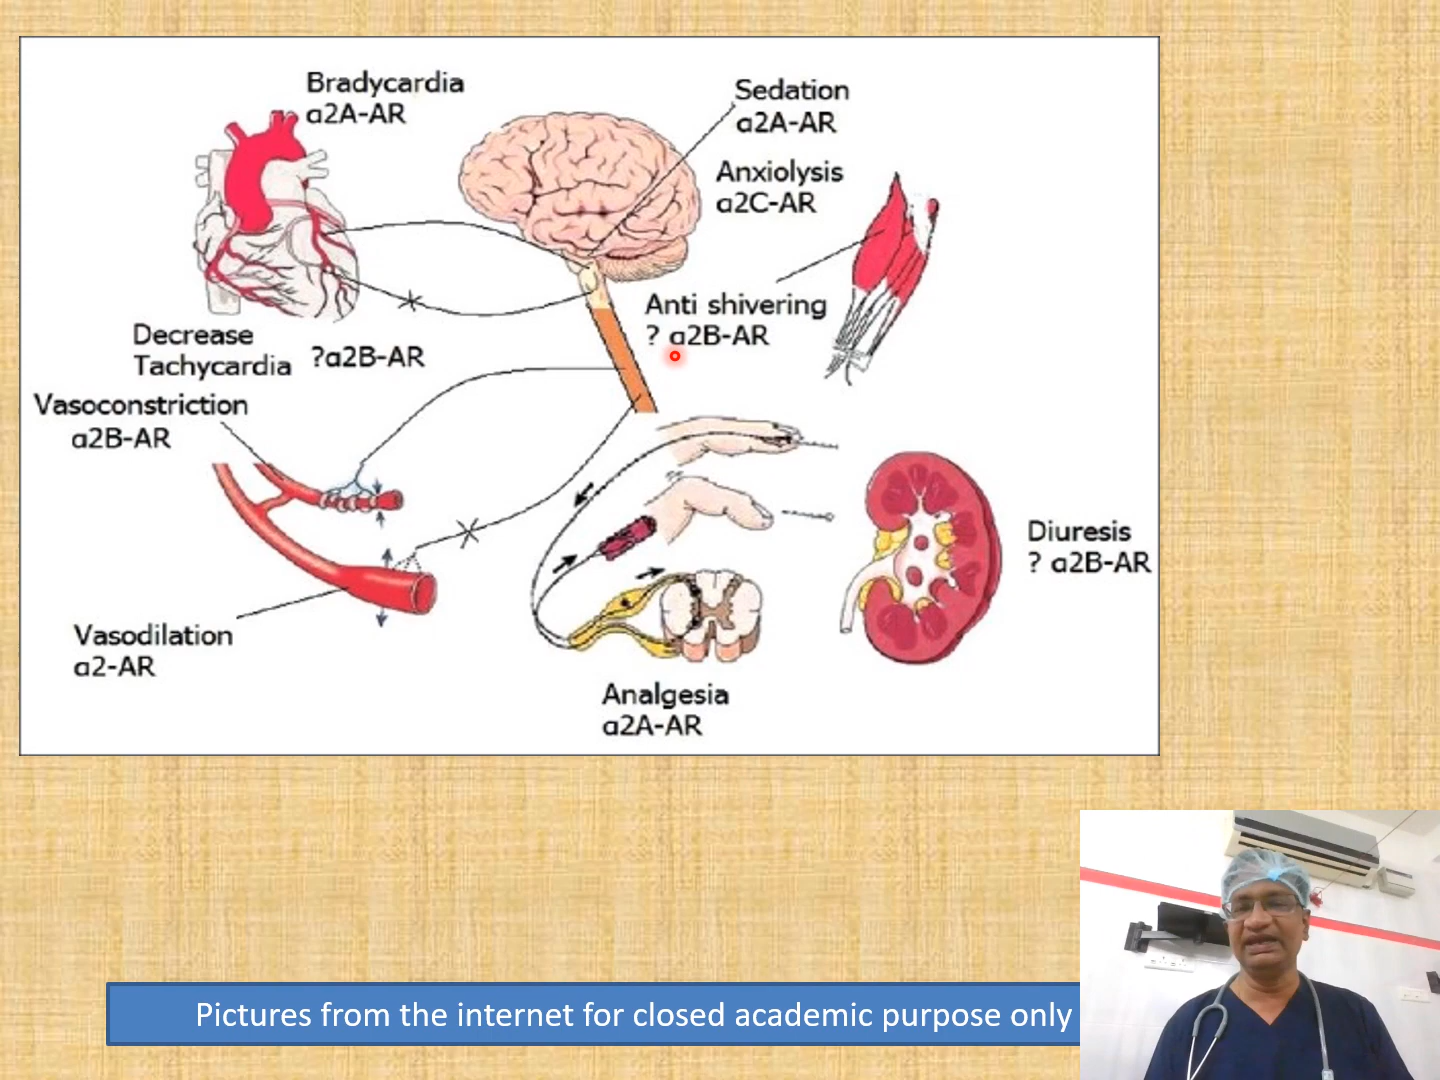 Bradycardia
α2A-AR
Sedation
α2A-AR
Anxiolysis
α2C-AR
Anti shivering
? α2B-AR
Decrease
Tachycardia
?α2B-AR
Vasoconstriction
α2B-AR
Diuresis
? α2B-AR
Vasodilation
α2-AR
Analgesia
α2A-AR
Pictures from the internet for closed academic purpose only